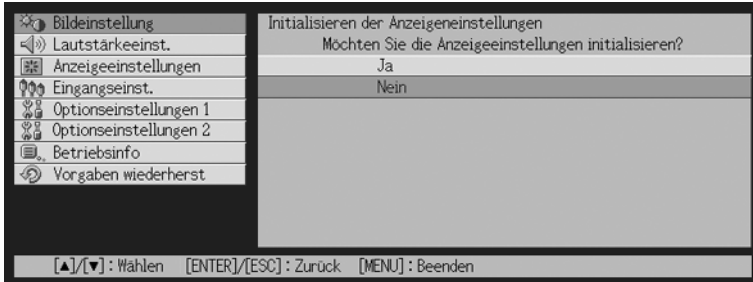 Bildeinstellung
Lautstärkeeinst.
Anzeigeeinstellungen
Eingangseinst.
Optionseinstellungen 1
Optionseinstellungen 2
Betriebsinfo
Vorgaben wiederherst
Initialisieren der Anzeigeneinstellungen
Möchten Sie die Anzeigeeinstellungen initialisieren?
Ja
Nein
[▲]/[▼]: Wählen [ENTER]/[ESC]: Zurück [MENU]: Beenden